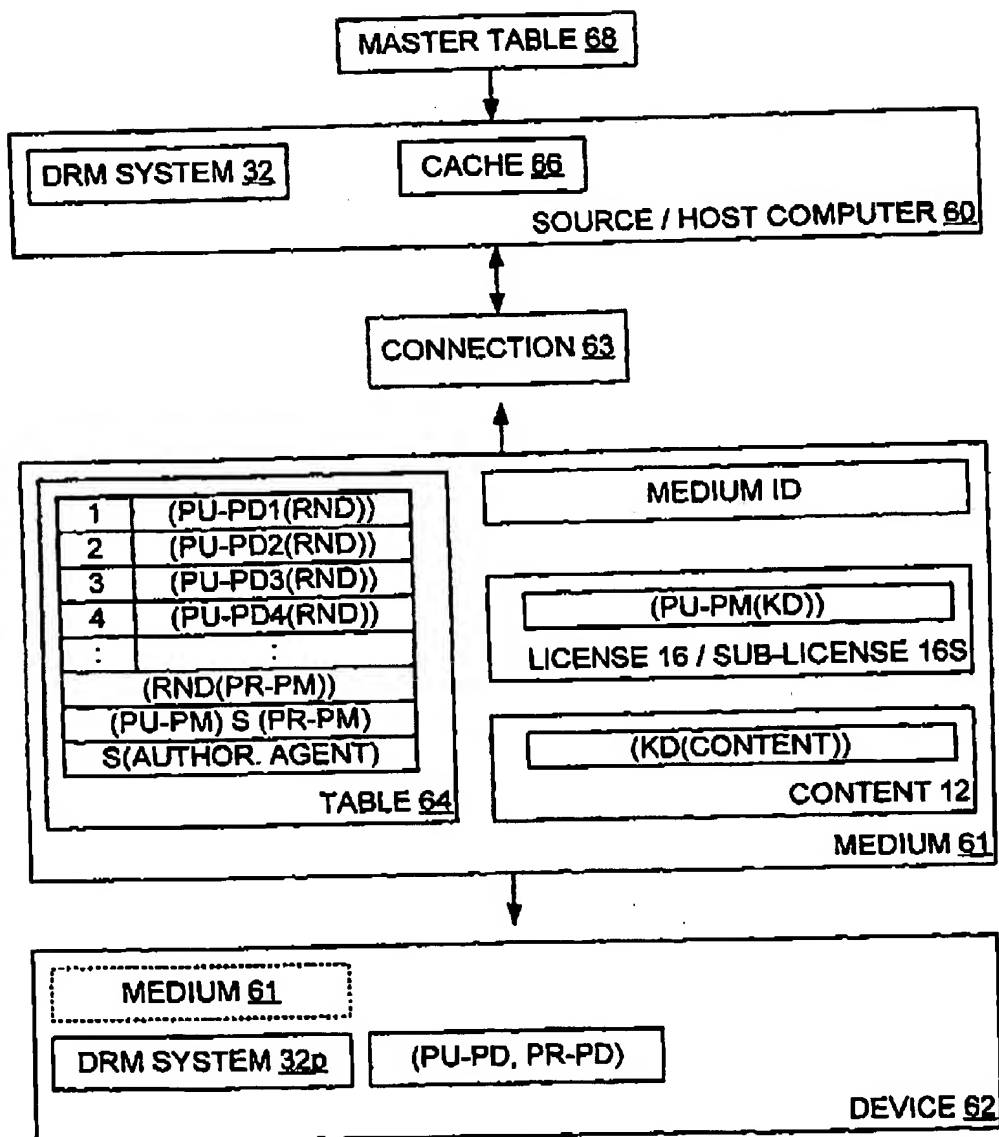 MASTER TABLE 68
DRM SYSTEM 32
CACHE 66
SOURCE / HOST COMPUTER 60
CONNECTION 63
1 (PU-PD1(RND))
2 (PU-PD2(RND))
3 (PU-PD3(RND))
4 (PU-PD4(RND))
: :
(RND(PR-PM))
(PU-PM) S (PR-PM)
S(AUTHOR. AGENT)
TABLE 64
MEDIUM ID
(PU-PM(KD))
LICENSE 16 / SUB-LICENSE 16S
(KD(CONTENT))
CONTENT 12
MEDIUM 61
MEDIUM 61
DRM SYSTEM 32p
(PU-PD, PR-PD)
DEVICE 62